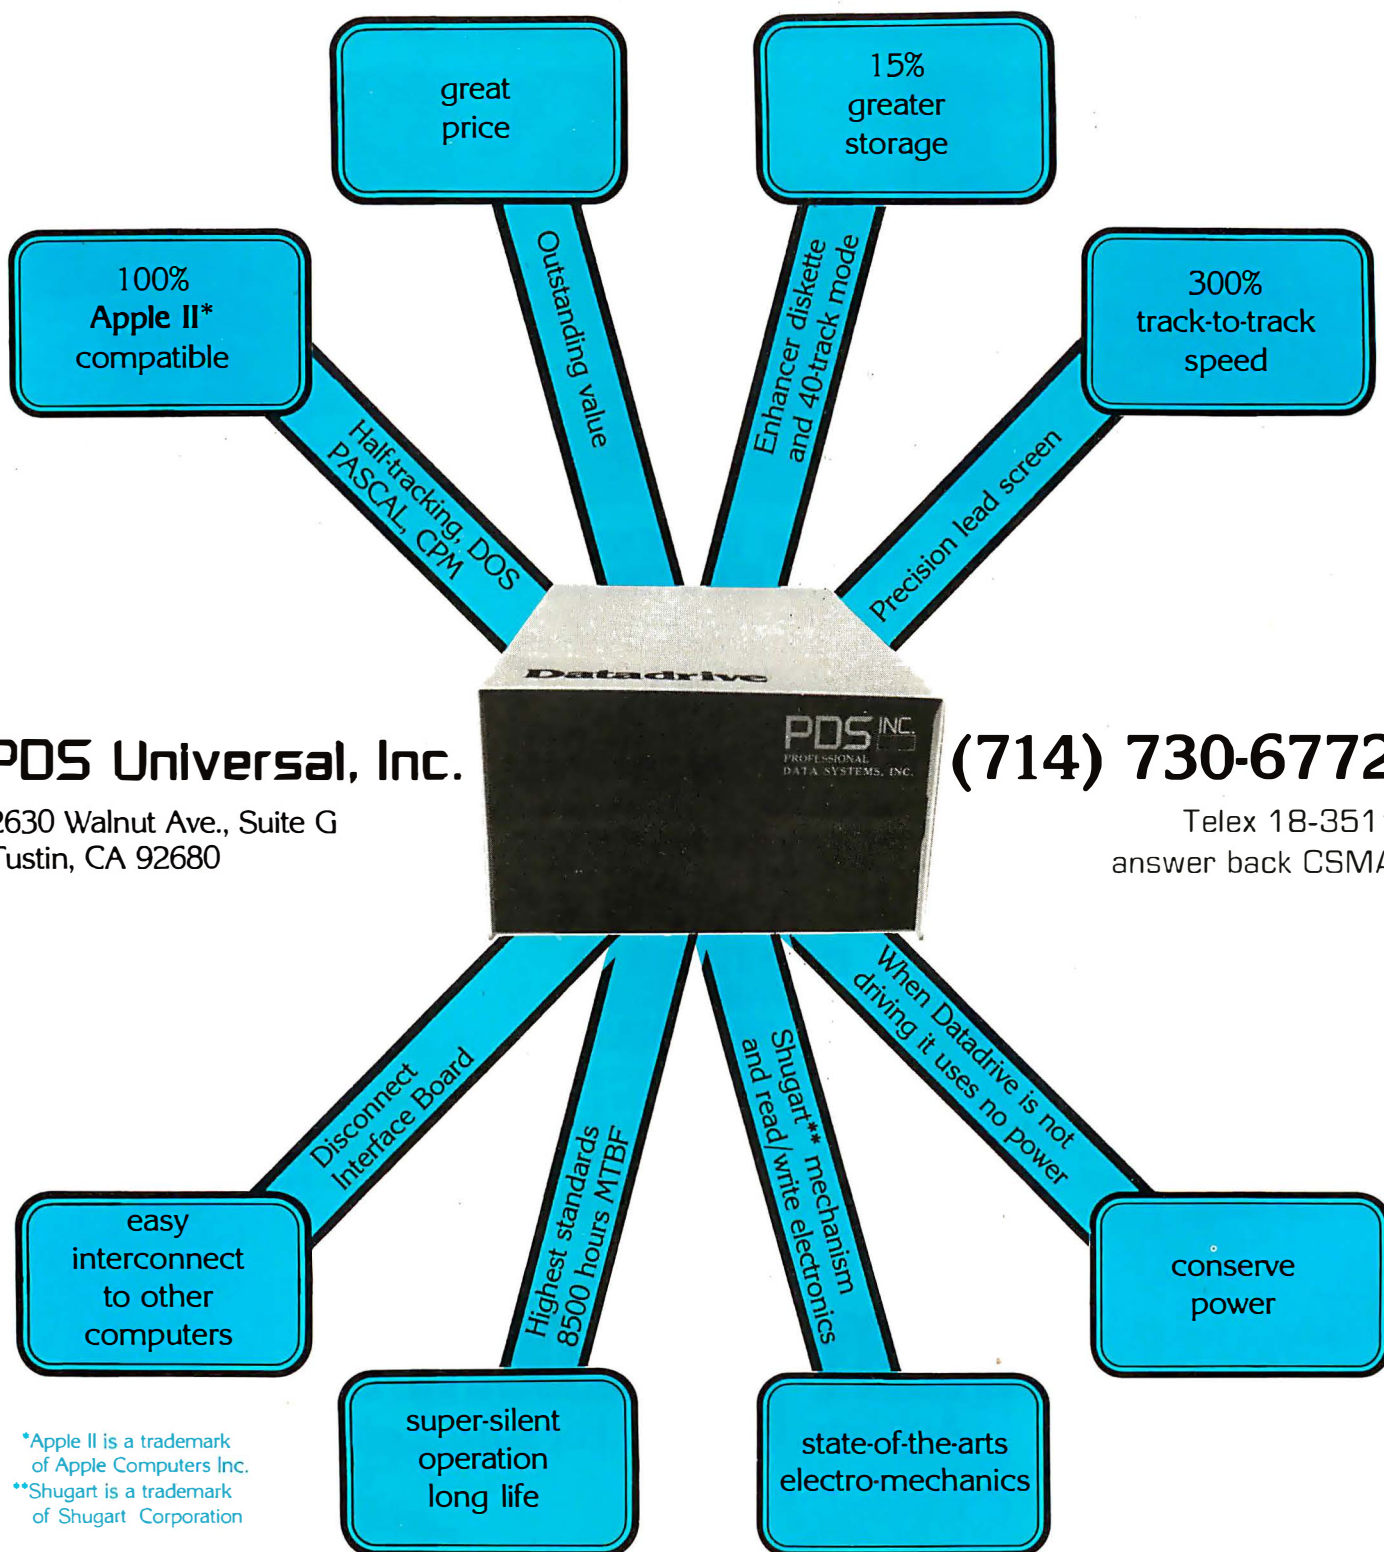 great
price
15%
greater
storage
100%
Apple II*
compatible
300%
track-to-track
speed
Half-tracking, DOS
PASCAL, CPM
Outstanding value
Enhancer diskette
and 40-track mode
Precision lead screen
Datadrive
PDS INC.
PROFESSIONAL
DATA SYSTEMS, INC.
PDS Universal, Inc.
2630 Walnut Ave., Suite G
Tustin, CA 92680
(714) 730-6772
Telex 18-351
answer back CSMA
Disconnect
Interface Board
Highest standards
8500 hours MTBF
Shugart** mechanism
and read/write electronics
When Datadrive is not
driving it uses no power
easy
interconnect
to other
computers
super-silent
operation
long life
state-of-the-arts
electro-mechanics
conserve
power
*Apple II is a trademark
of Apple Computers Inc.
**Shugart is a trademark
of Shugart Corporation